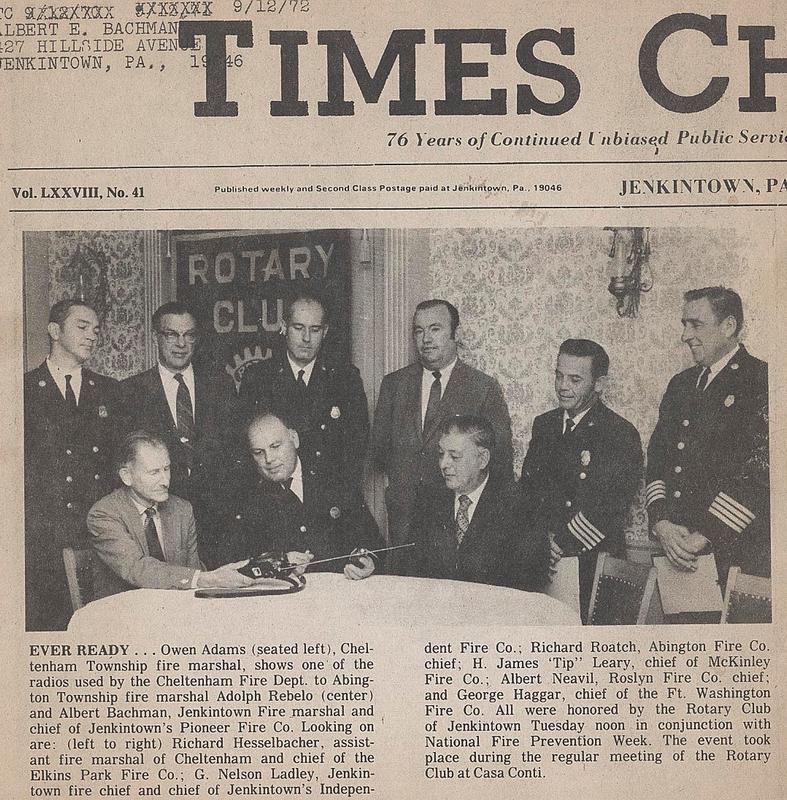 TC 9/12/70X 9/12/71 9/12/72
ALBERT E. BACHMAN
427 HILLSIDE AVENUE
JENKINTOWN, PA., 19046
TIMES CH
76 Years of Continued Unbiased Public Servic
Vol. LXXVIII, No. 41
Published weekly and Second Class Postage paid at Jenkintown, Pa., 19046
JENKINTOWN, PA
ROTARY
CLU
EVER READY . . . Owen Adams (seated left), Chel-
tenham Township fire marshal, shows one of the
radios used by the Cheltenham Fire Dept. to Abing-
ton Township fire marshal Adolph Rebelo (center)
and Albert Bachman, Jenkintown Fire marshal and
chief of Jenkintown's Pioneer Fire Co. Looking on
are: (left to right) Richard Hesselbacher, assist-
ant fire marshal of Cheltenham and chief of the
Elkins Park Fire Co.; G. Nelson Ladley, Jenkin-
town fire chief and chief of Jenkintown's Indepen-
dent Fire Co.; Richard Roatch, Abington Fire Co.
chief; H. James 'Tip" Leary, chief of McKinley
Fire Co.; Albert Neavil, Roslyn Fire Co. chief;
and George Haggar, chief of the Ft. Washington
Fire Co. All were honored by the Rotary Club
of Jenkintown Tuesday noon in conjunction with
National Fire Prevention Week. The event took
place during the regular meeting of the Rotary
Club at Casa Conti.